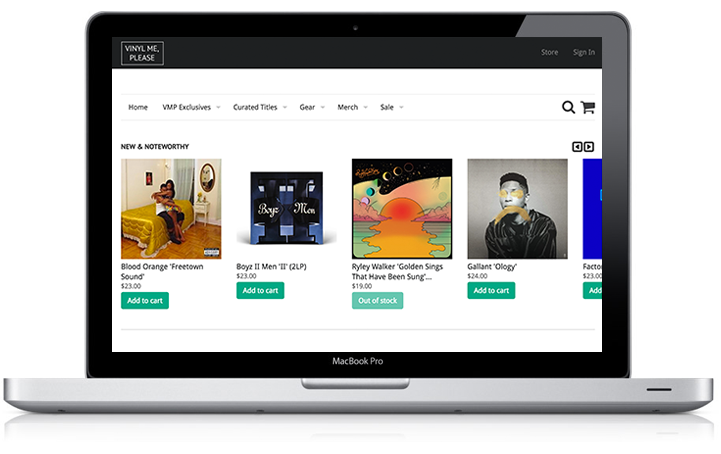 VINYL ME,
PLEASE
Store
Sign In
Home
VMP Exclusives
Curated Titles
Gear
Merch
Sale
NEW & NOTEWORTHY
Boyz II Men
Blood Orange 'Freetown
Sound'
$23.00
Add to cart
Boyz II Men 'II' (2LP)
$23.00
Add to cart
Ryley Walker 'Golden Sings
That Have Been Sung'...
$19.00
Out of stock
Gallant 'Ology'
$24.00
Add to cart
Factor
$23.00
Add to
MacBook Pro